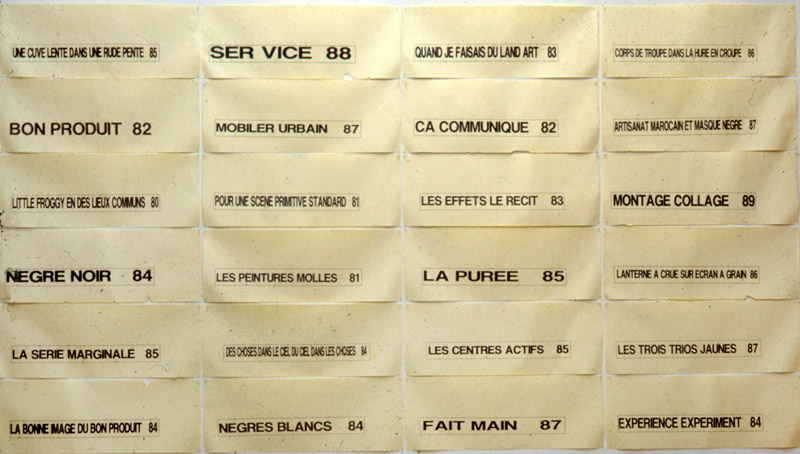 UNE CUVE LENTE DANS UNE RUDE PENTE 85
SER VICE 88
QUAND JE FAISAIS DU LAND ART 83
CORPS DE TROUPE DANS LA HURE EN CROUPE 86
BON PRODUIT 82
MOBILER URBAIN 87
CA COMMUNIQUE 82
ARTISANAT MAROCAIN ET MASQUE NEGRE 87
LITTLE FROGGY EN DES LIEUX COMMUNS 80
POUR UNE SCENE PRIMITIVE STANDARD 81
LES EFFETS LE RECIT 83
MONTAGE COLLAGE 89
NEGRE NOIR 84
LES PEINTURES MOLLES 81
LA PUREE 85
LANTERNE A CRUE SUR ECRAN A GRAIN 86
LA SERIE MARGINALE 85
DES CHOSES DANS LE CIEL DU CIEL DANS LES CHOSES 84
LES CENTRES ACTIFS 85
LES TROIS TRIOS JAUNES 87
LA BONNE IMAGE DU BON PRODUIT 84
NEGRES BLANCS 84
FAIT MAIN 87
EXPERIENCE EXPERIMENT 84